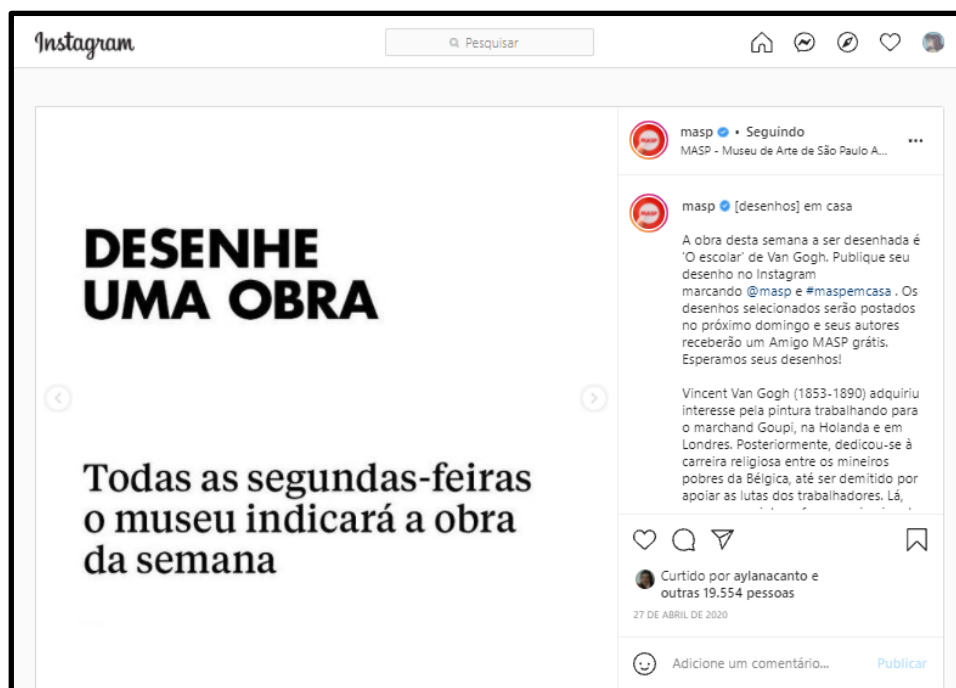 Instagram
Pesquisar
DESENHE
UMA OBRA
Todas as segundas-feiras
o museu indicará a obra
da semana
masp • Seguindo
MASP - Museu de Arte de São Paulo A...
masp [desenhos] em casa
A obra desta semana a ser desenhada é
'O escolar' de Van Gogh. Publique seu
desenho no Instagram
marcando @masp e #maspemcasa . Os
desenhos selecionados serão postados
no próximo domingo e seus autores
receberão um Amigo MASP grátis.
Esperamos seus desenhos!
Vincent Van Gogh (1853-1890) adquiriu
interesse pela pintura trabalhando para
o marchand Goupi, na Holanda e em
Londres. Posteriormente, dedicou-se à
carreira religiosa entre os mineiros
pobres da Bélgica, até ser demitido por
apoiar as lutas dos trabalhadores. Lá,
Curtido por aylanacanto e
outras 19.554 pessoas
27 DE ABRIL DE 2020
Adicione um comentário... Publicar